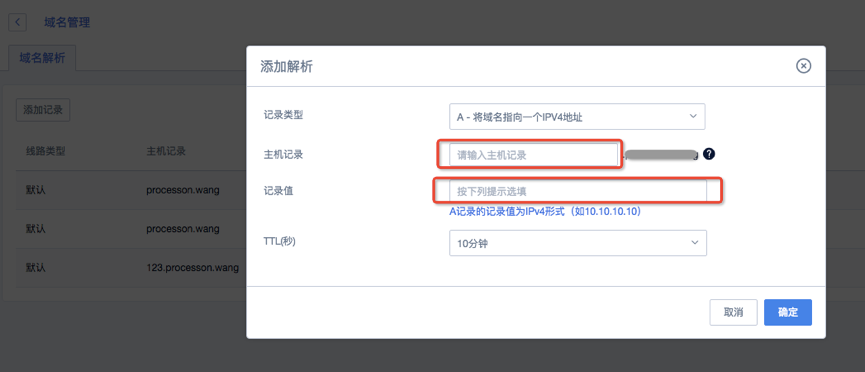 域名管理
域名解析
添加记录
线路类型 主机记录
默认 processon.wang
默认 processon.wang
默认 123.processon.wang
添加解析
记录类型 A - 将域名指向一个IPV4地址
主机记录 请输入主机记录 ?
记录值 按下列提示选填
A记录的记录值为IPv4形式（如10.10.10.10）
TTL(秒) 10分钟
取消 确定